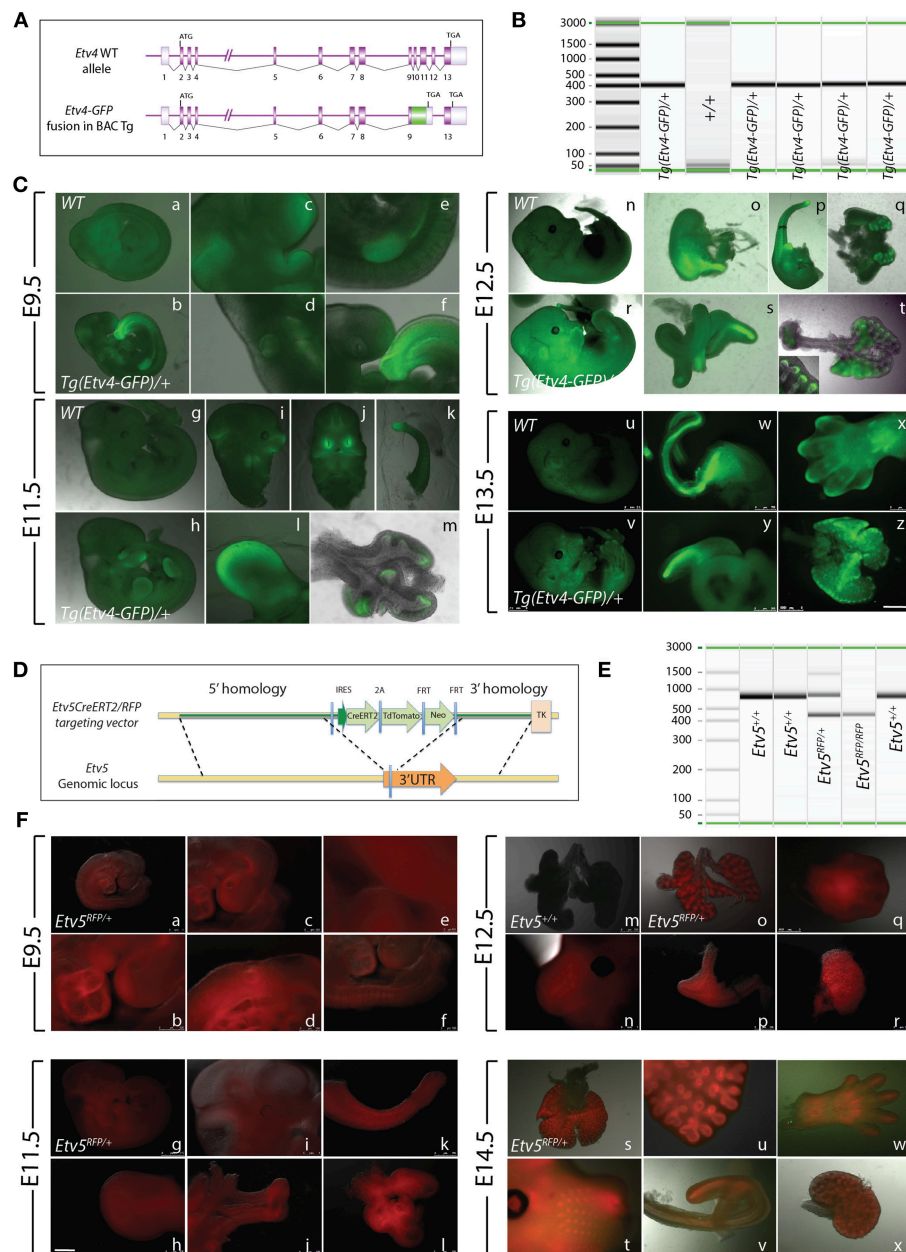 A
Etv4 WT
allele
ATG
TGA
1 2 3 4 5 6 7 8 9 10 11 12 13
Etv4-GFP
fusion in BAC Tg
ATG
TGA TGA
1 2 3 4 5 6 7 8 9 13
B
3000
1500
1000
500
400
300
200
100
50
Tg(Etv4-GFP)/+
+/+
Tg(Etv4-GFP)/+
Tg(Etv4-GFP)/+
Tg(Etv4-GFP)/+
Tg(Etv4-GFP)/+
C
E9.5
WT
a
c
e
b
d
f
Tg(Etv4-GFP)/+
E11.5
WT
g
i
j
k
h
l
m
Tg(Etv4-GFP)/+
E12.5
WT
n
o
p
q
r
s
t
Tg(Etv4-GFP)/+
E13.5
WT
u
w
x
v
y
z
Tg(Etv4-GFP)/+
D
5' homology
IRES
2A
FRT
FRT
3' homology
Etv5CreERT2/RFP
targeting vector
CreERT2
TdTomato
Neo
TK
Etv5
Genomic locus
3'UTR
E
3000
1500
1000
500
400
300
200
100
50
Etv5+/+
Etv5+/+
Etv5RFP/+
Etv5RFP/RFP
Etv5+/+
F
E9.5
Etv5RFP/+
a
c
e
b
d
f
E11.5
Etv5RFP/+
g
i
k
h
j
l
E12.5
Etv5+/+
m
Etv5RFP/+
o
q
n
p
r
E14.5
Etv5RFP/+
s
u
w
t
v
x